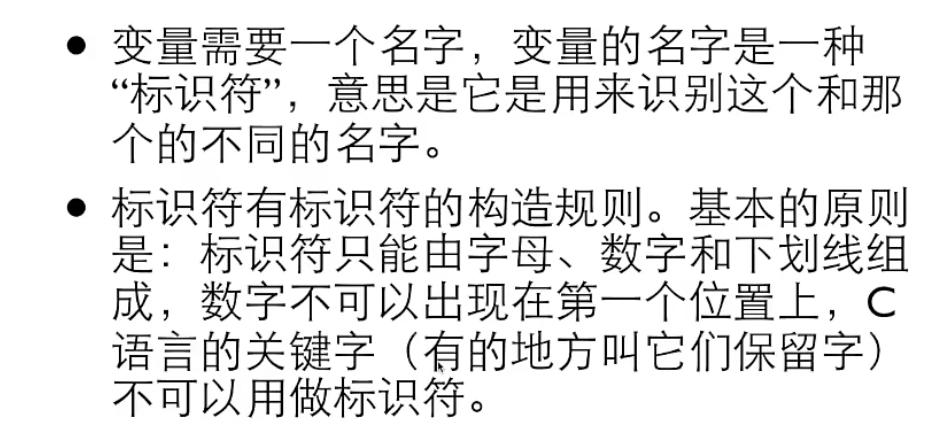 • 变量需要一个名字，变量的名字是一种
“标识符”，意思是它是用来识别这个和那
个的不同的名字。
• 标识符有标识符的构造规则。基本的原则
是：标识符只能由字母、数字和下划线组
成，数字不可以出现在第一个位置上，C
语言的关键字（有的地方叫它们保留字）
不可以用做标识符。